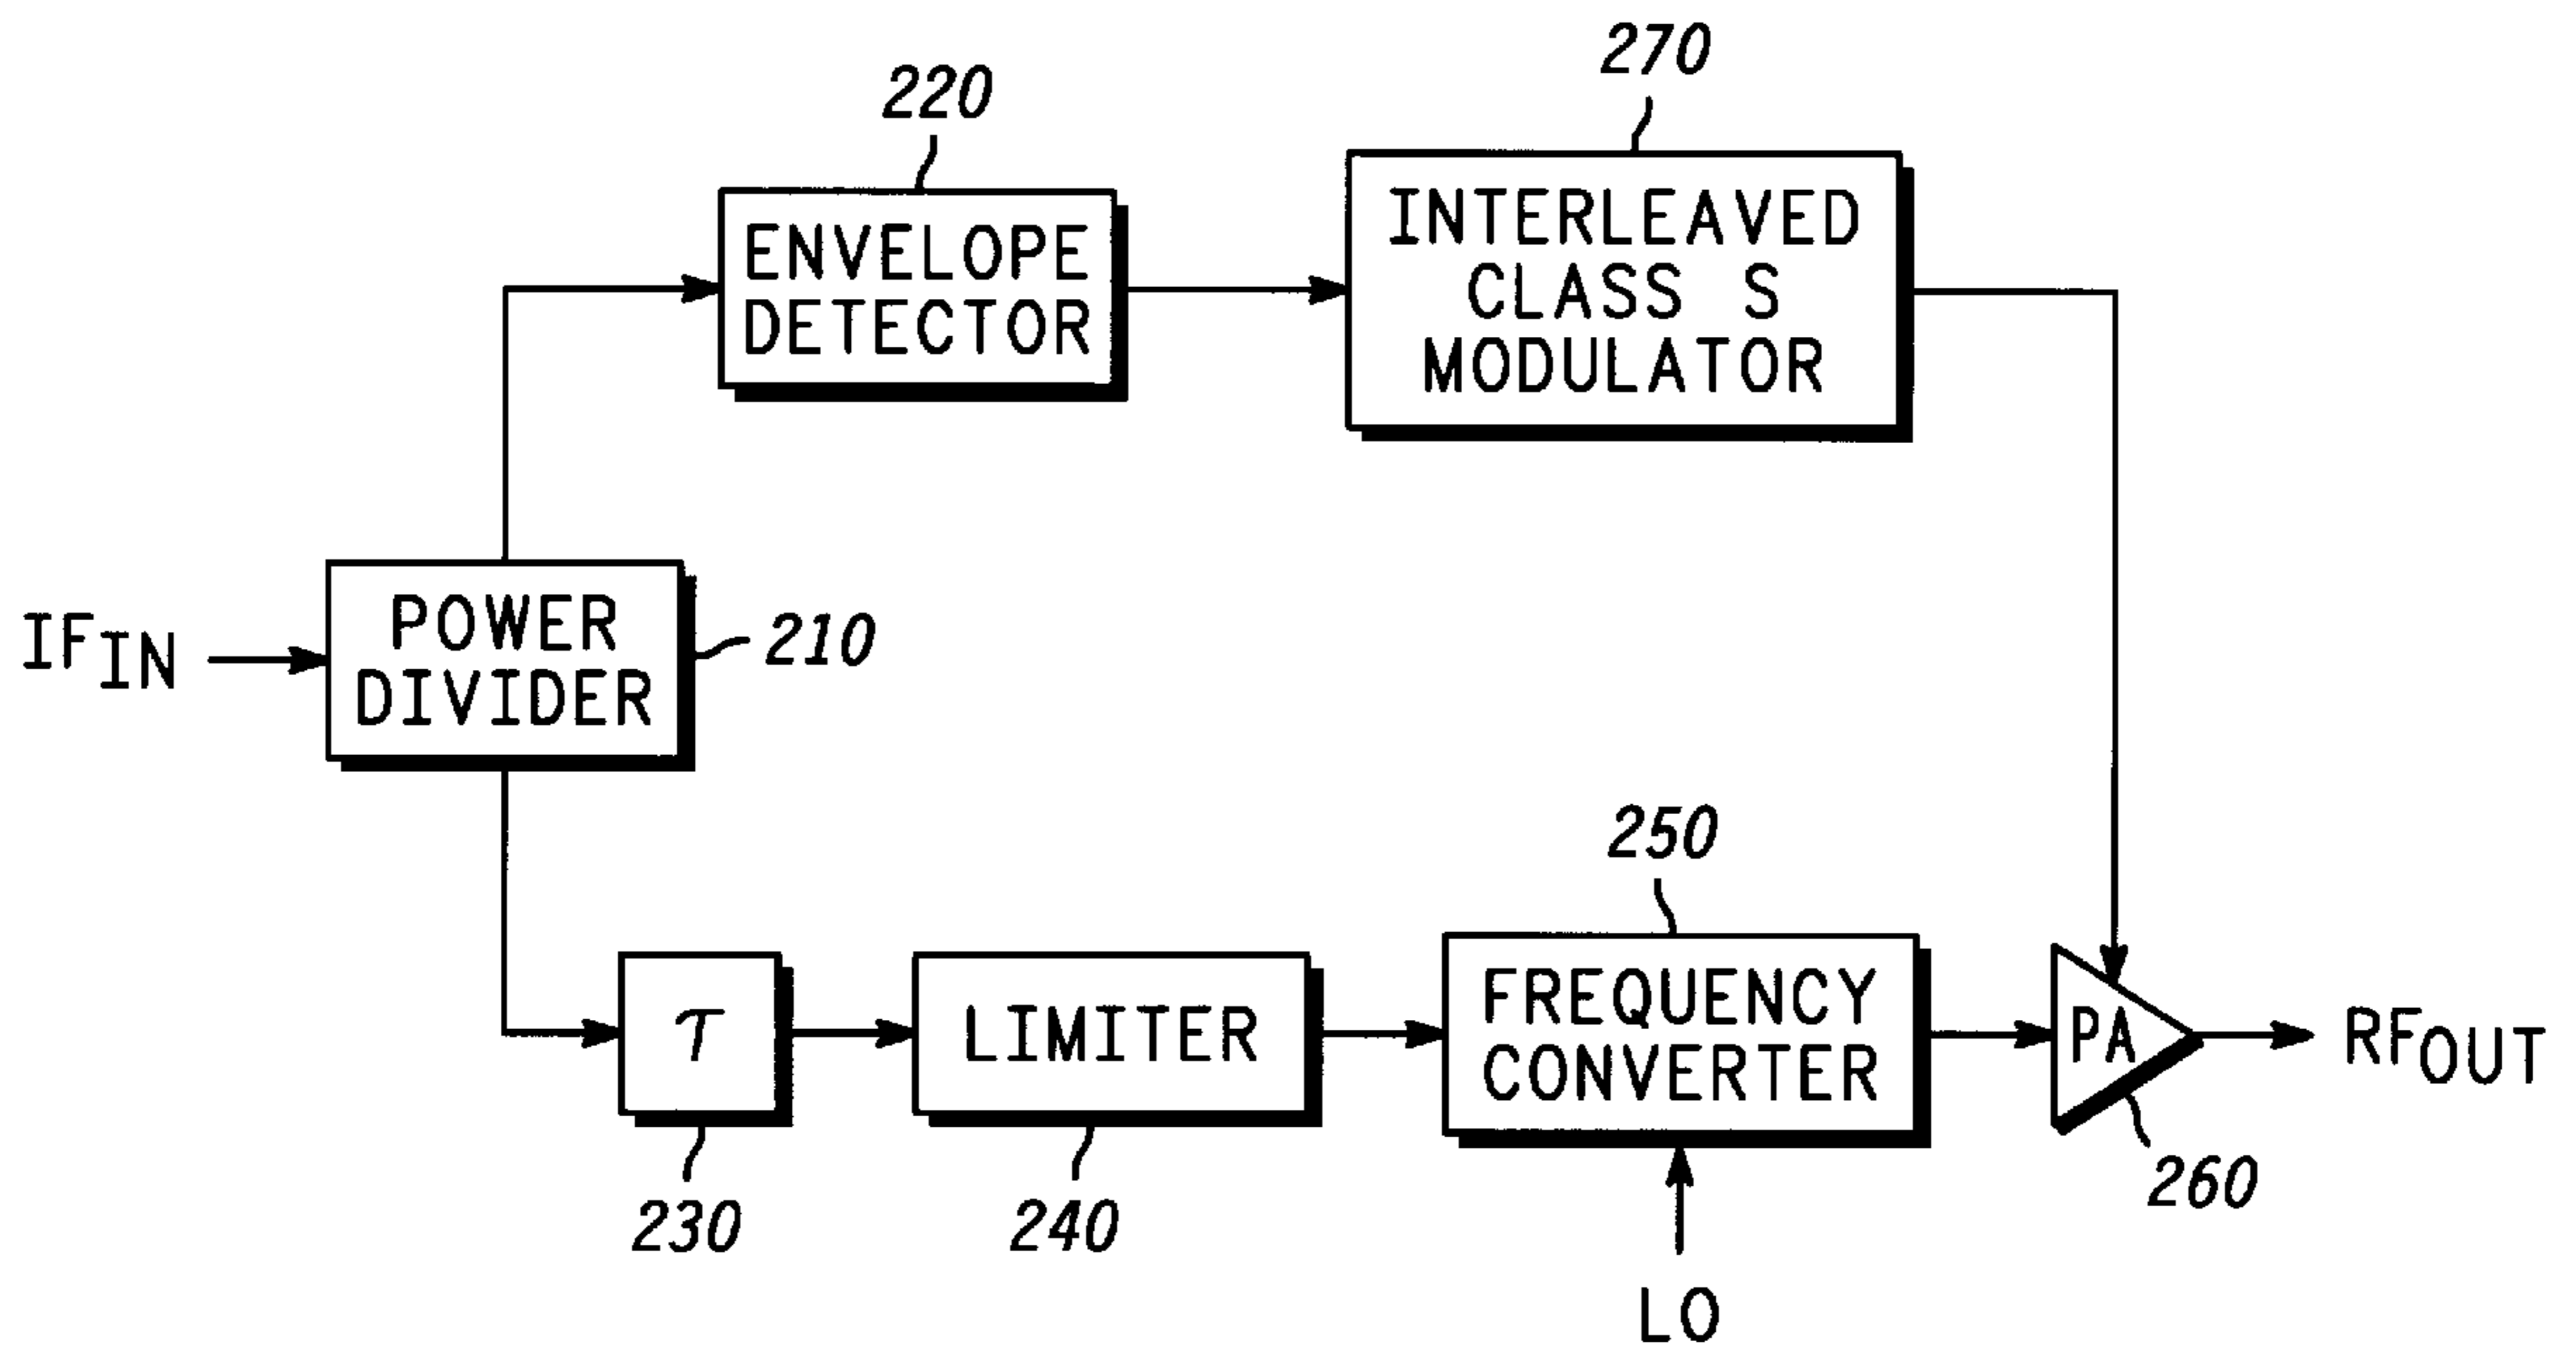 270
220
INTERLEAVED
CLASS S
MODULATOR
ENVELOPE
DETECTOR
POWER
DIVIDER
IFIN
210
250
FREQUENCY
CONVERTER
τ
LIMITER
PA
RFOUT
260
230
240
LO